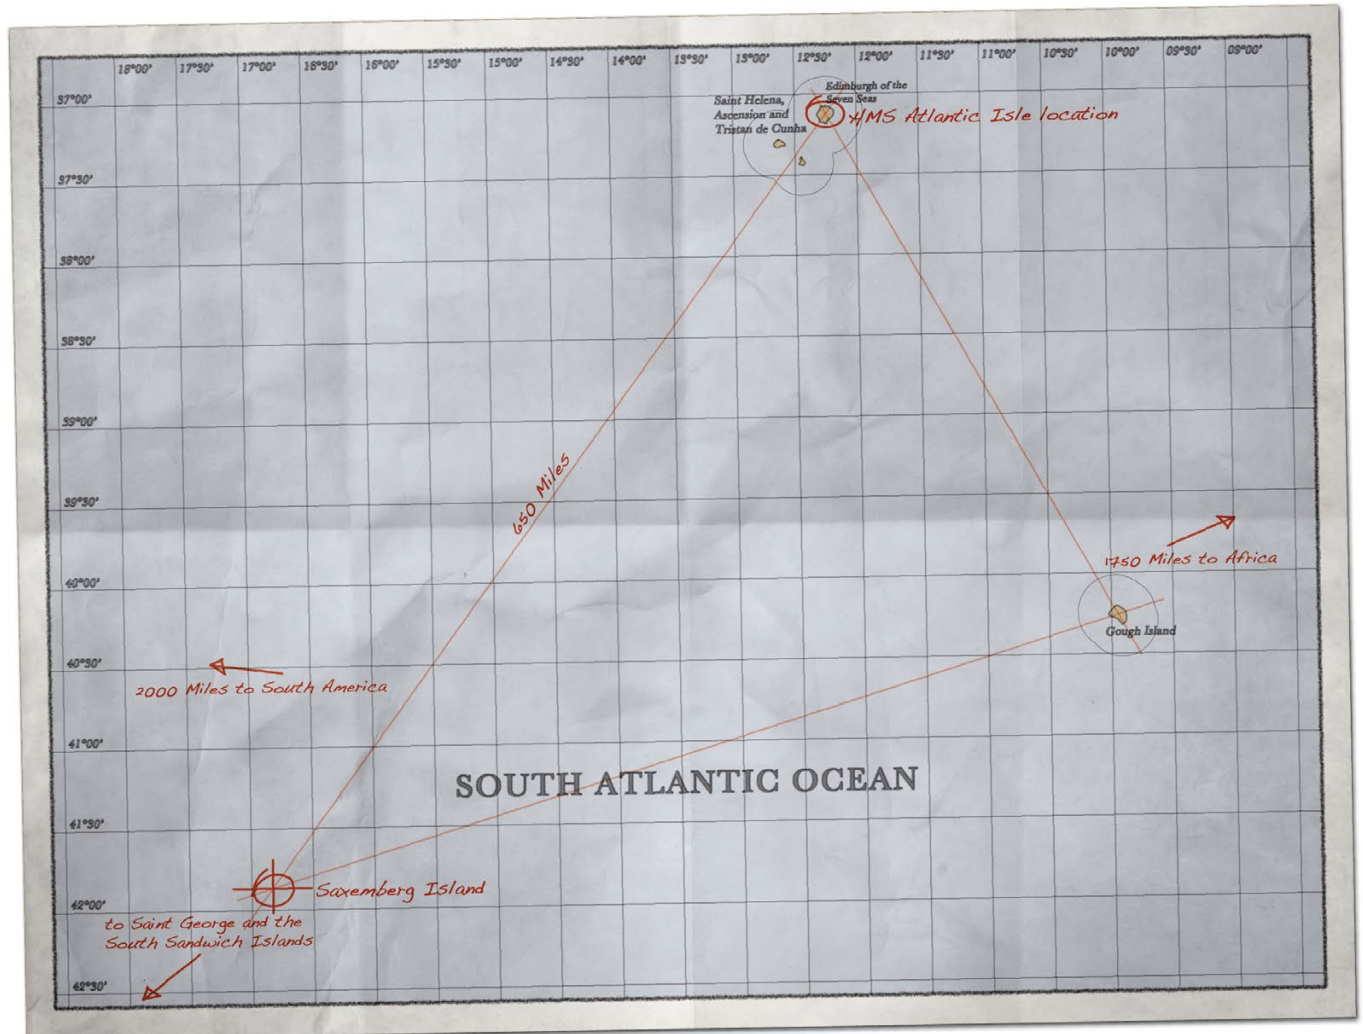 18°00' 17°30' 17°00' 16°30' 16°00' 15°30' 15°00' 14°30' 14°00' 13°30' 13°00' 12°30' 12°00' 11°30' 11°00' 10°30' 10°00' 09°30' 09°00'
37°00'
37°30'
38°00'
38°30'
39°00'
39°30'
40°00'
40°30'
41°00'
41°30'
42°00'
42°30'
Edinburgh of the
Seven Seas
Saint Helena,
Ascension and
Tristan de Cunha
HMS Atlantic Isle location
650 Miles
1750 Miles to Africa
Gough Island
2000 Miles to South America
SOUTH ATLANTIC OCEAN
Saxemberg Island
to Saint George and the
South Sandwich Islands